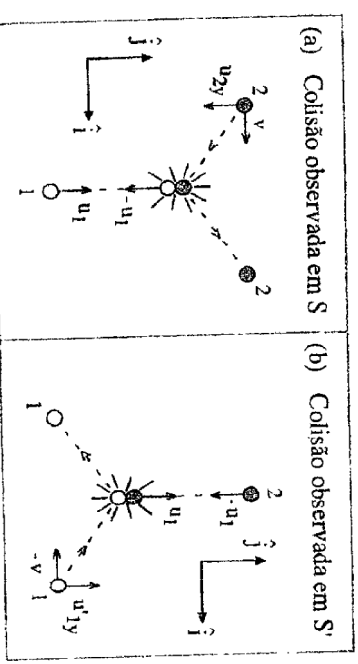 (a) Colisão observada em S
2
v
u2y
ĵ
î
2
-u1
u1
1
(b) Colisão observada em S'
2
-u1
u1
ĵ
î
1
-v
u'1y
1